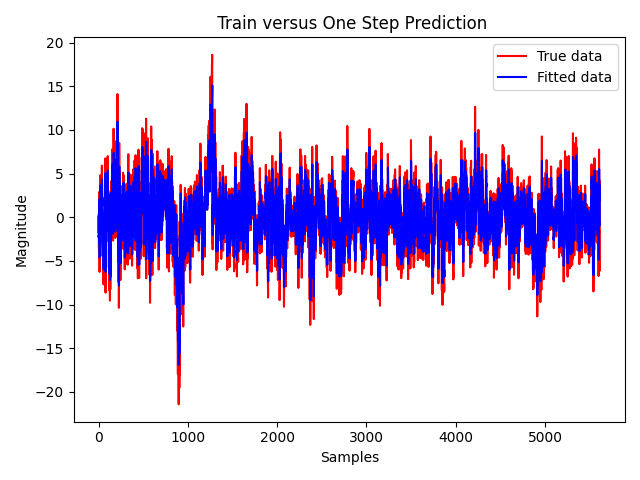 Train versus One Step Prediction
True data
Fitted data
Magnitude
20
15
10
5
0
−5
−10
−15
−20
0 1000 2000 3000 4000 5000
Samples